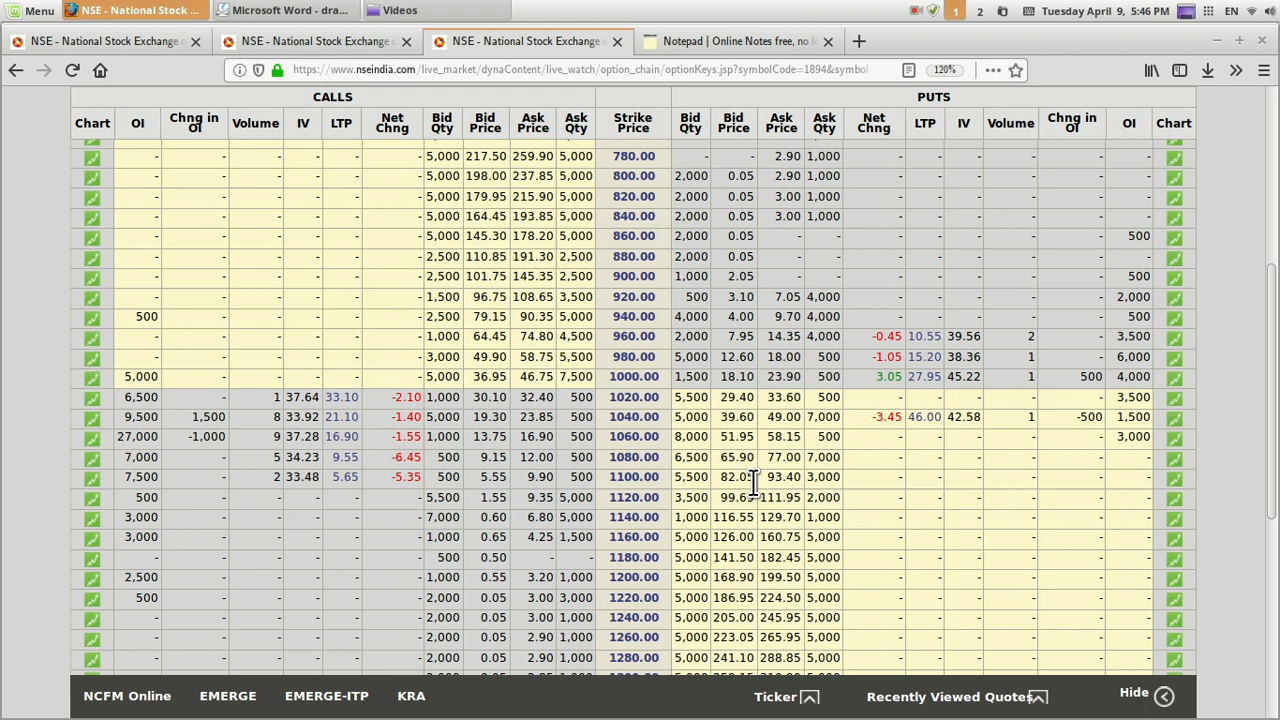 Menu NSE - National Stock ... Microsoft Word - dra... Videos 1 2 Tuesday April 9, 5:46 PM EN
NSE - National Stock Exchange NSE - National Stock Exchange NSE - National Stock Exchange Notepad | Online Notes free, no l
https://www.nseindia.com/live_market/dynaContent/live_watch/option_chain/optionKeys.jsp?symbolCode=1894&symbol 120%
CALLS PUTS
Chart OI Chng in OI Volume IV LTP Net Chng Bid Qty Bid Price Ask Price Ask Qty Strike Price Bid Qty Bid Price Ask Price Ask Qty Net Chng LTP IV Volume Chng in OI OI Chart
- - - - - - 5,000 217.50 259.90 5,000 780.00 - - 2.90 1,000 - - - - - -
- - - - - - 5,000 198.00 237.85 5,000 800.00 2,000 0.05 2.90 1,000 - - - - - -
- - - - - - 5,000 179.95 215.90 5,000 820.00 2,000 0.05 3.00 1,000 - - - - - -
- - - - - - 5,000 164.45 193.85 5,000 840.00 2,000 0.05 3.00 1,000 - - - - - -
- - - - - - 5,000 145.30 178.20 5,000 860.00 2,000 0.05 - - - - - - - 500
- - - - - - 2,500 110.85 191.30 2,500 880.00 2,000 0.05 - - - - - - - -
- - - - - - 2,500 101.75 145.35 2,500 900.00 1,000 2.05 - - - - - - - 500
- - - - - - 1,500 96.75 108.65 3,500 920.00 500 3.10 7.05 4,000 - - - - - 2,000
500 - - - - - 2,500 79.15 90.35 5,000 940.00 4,000 4.00 9.70 4,000 - - - - - 500
- - - - - - 1,000 64.45 74.80 4,500 960.00 2,000 7.95 14.35 4,000 -0.45 10.55 39.56 2 - 3,500
- - - - - - 3,000 49.90 58.75 5,500 980.00 5,000 12.60 18.00 500 -1.05 15.20 38.36 1 - 6,000
5,000 - - - - - 5,000 36.95 46.75 7,500 1000.00 1,500 18.10 23.90 500 3.05 27.95 45.22 1 500 4,000
6,500 - 1 37.64 33.10 -2.10 1,000 30.10 32.40 500 1020.00 5,500 29.40 33.60 500 - - - - - 3,500
9,500 1,500 8 33.92 21.10 -1.40 5,000 19.30 23.85 500 1040.00 8,000 39.60 49.00 7,000 -3.45 46.00 42.58 1 -500 1,500
27,000 -1,000 9 37.28 16.90 -1.55 1,000 13.75 16.90 500 1060.00 8,000 51.95 58.15 500 - - - - - 3,000
7,000 - 5 34.23 9.55 -6.45 500 9.15 12.00 500 1080.00 6,500 65.90 77.00 7,000 - - - - - -
7,500 - 2 33.48 5.65 -5.35 500 5.55 9.90 500 1100.00 5,500 82.05 93.40 3,000 - - - - - -
500 - - - - - 5,500 1.55 9.35 5,000 1120.00 3,500 99.65 111.95 2,000 - - - - - -
3,000 - - - - - 7,000 0.60 6.80 5,000 1140.00 1,000 116.55 129.70 1,000 - - - - - -
3,000 - - - - - 1,000 0.65 4.25 1,500 1160.00 5,000 126.00 160.75 5,000 - - - - - -
- - - - - - 500 0.50 - - 1180.00 5,000 141.50 182.45 5,000 - - - - - -
2,500 - - - - - 1,000 0.55 3.20 1,000 1200.00 5,000 168.90 199.50 5,000 - - - - - -
500 - - - - - 2,000 0.05 3.00 1,000 1220.00 5,000 186.95 224.50 5,000 - - - - - -
- - - - - - 2,000 0.05 3.00 1,000 1240.00 5,000 205.00 245.95 5,000 - - - - - -
- - - - - - 2,000 0.05 2.90 1,000 1260.00 5,000 223.05 265.95 5,000 - - - - - -
- - - - - - 2,000 0.05 2.90 1,000 1280.00 5,000 241.10 288.85 5,000 - - - - - -
NCFM Online EMERGE EMERGE-ITP KRA Ticker Recently Viewed Quotes Hide